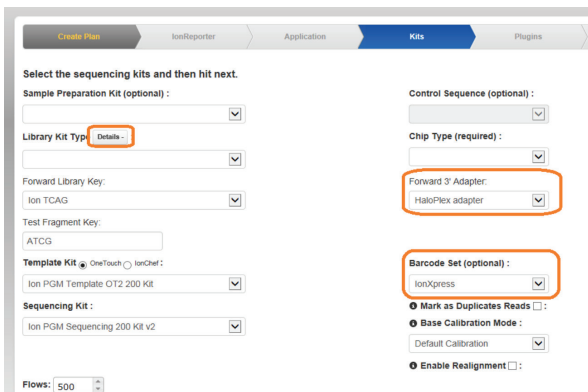 Create Plan
IonReporter
Application
Kits
Plugins
Select the sequencing kits and then hit next.
Sample Preparation Kit (optional) :
Control Sequence (optional) :
Library Kit Type Details -
Chip Type (required) :
Forward Library Key:
Forward 3' Adapter:
Ion TCAG
HaloPlex adapter
Test Fragment Key:
ATCG
Template Kit OneTouch IonChef :
Barcode Set (optional) :
Ion PGM Template OT2 200 Kit
IonXpress
Mark as Duplicates Reads :
Sequencing Kit :
Base Calibration Mode :
Ion PGM Sequencing 200 Kit v2
Default Calibration
Enable Realignment :
Flows: 500